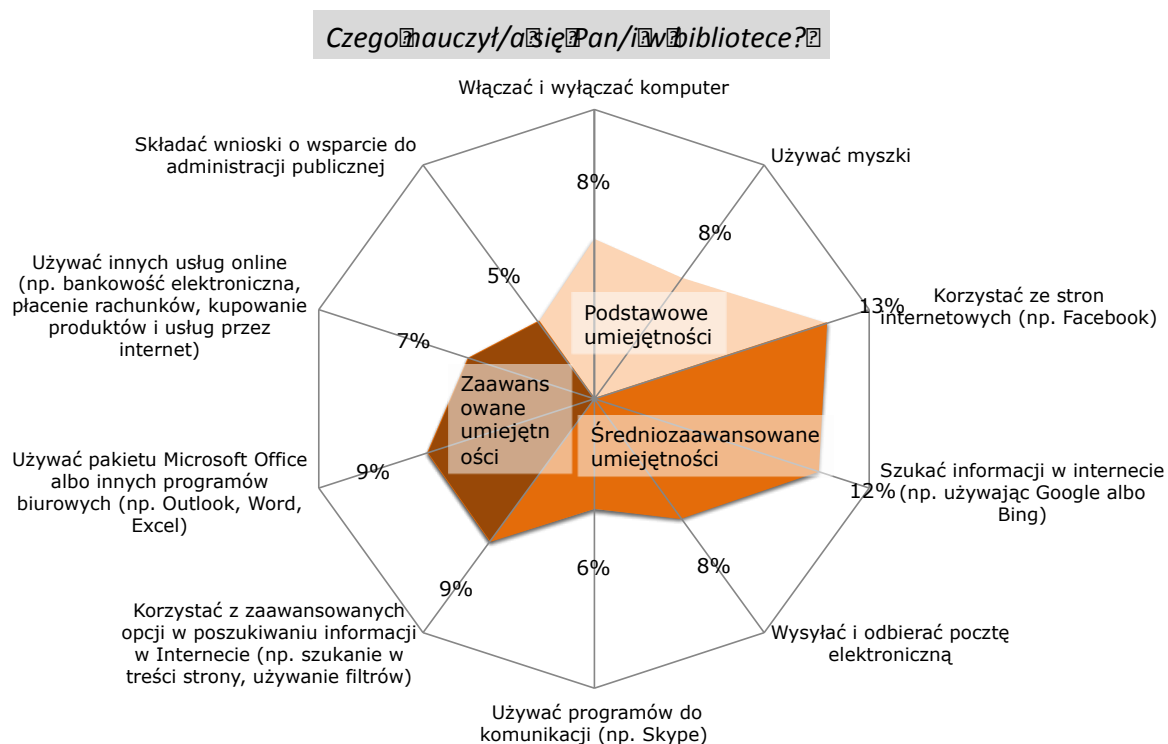 Czego nauczył/a się Pan/i w bibliotece?
Włączać i wyłączać komputer
8%
Używać myszki
8%
Korzystać ze stron
internetowych (np. Facebook)
13%
Szukać informacji w internecie
(np. używając Google albo
Bing)
12%
Wysyłać i odbierać pocztę
elektroniczną
8%
Używać programów do
komunikacji (np. Skype)
6%
Korzystać z zaawansowanych
opcji w poszukiwaniu informacji
w Internecie (np. szukanie w
treści strony, używanie filtrów)
9%
Używać pakietu Microsoft Office
albo innych programów
biurowych (np. Outlook, Word,
Excel)
9%
Używać innych usług online
(np. bankowość elektroniczna,
płacenie rachunków, kupowanie
produktów i usług przez
internet)
7%
Składać wnioski o wsparcie do
administracji publicznej
5%
Podstawowe
umiejętności
Średniozaawansowane
umiejętności
Zaawans
owane
umiejętn
ości